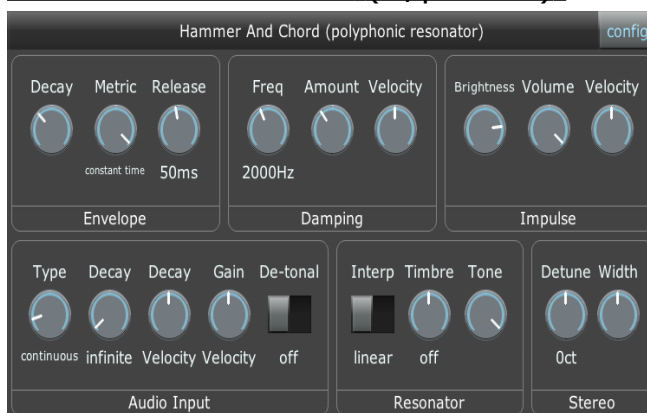 Hammer And Chord (polyphonic resonator)
config
Decay Metric Release
constant time 50ms
Envelope
Freq Amount Velocity
2000Hz
Damping
Brightness Volume Velocity
Impulse
Type Decay Decay Gain De-tonal
continuous infinite Velocity Velocity off
Audio Input
Interp Timbre Tone
linear off
Resonator
Detune Width
0ct
Stereo